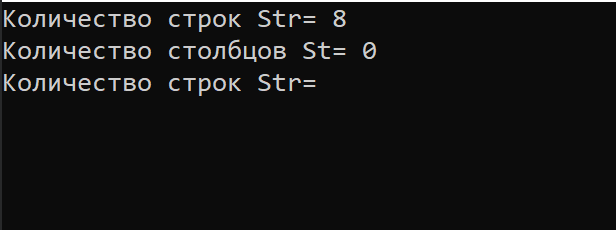 Количество строк Str= 8
Количество столбцов St= 0
Количество строк Str=